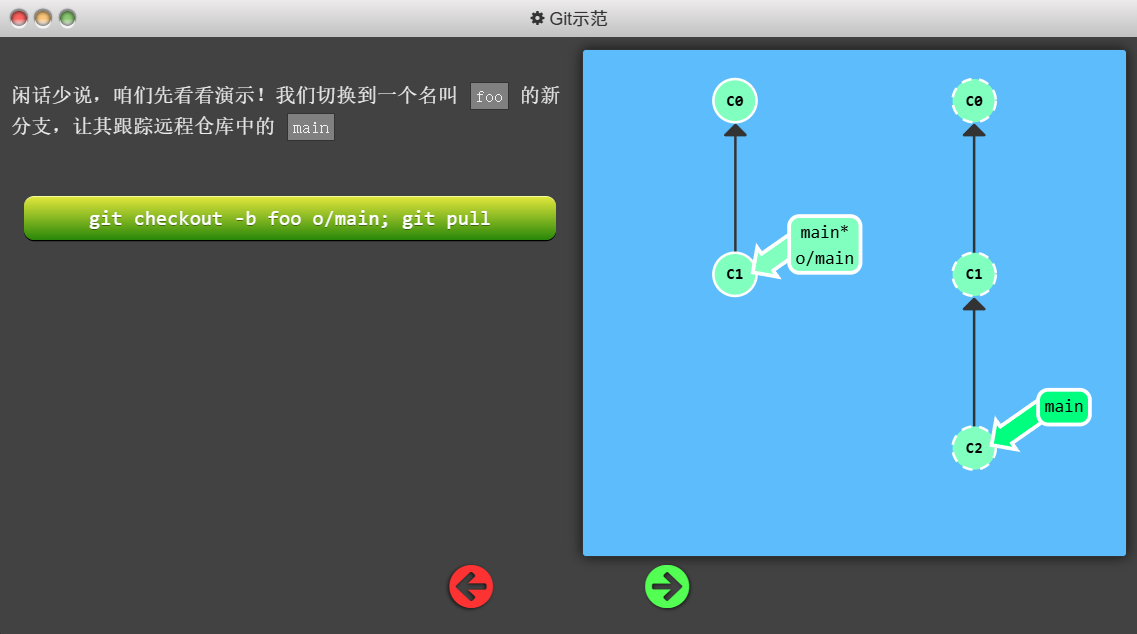 Git示范
闲话少说，咱们先看看演示！我们切换到一个名叫 foo 的新
分支，让其跟踪远程仓库中的 main
git checkout -b foo o/main; git pull
C0
C0
main*
o/main
C1
C1
main
C2